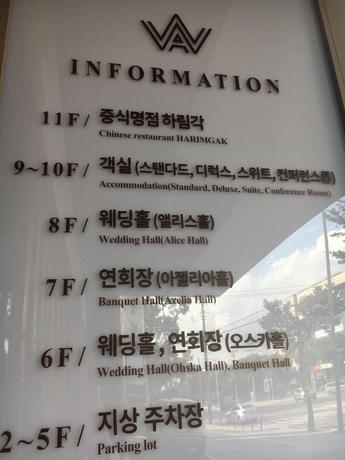 INFORMATION
11F/ 중식명점 하림각
Chinese restaurant HARIMGAK
9~10F/ 객실 (스탠다드, 디럭스, 스위트, 컨퍼런스룸)
Accommodation(Standard, Deluxe, Suite, Conference Room)
8F/ 웨딩홀 (앨리스홀)
Wedding Hall(Alice Hall)
7F/ 연회장 (아젤리아홀)
Banquet Hall(Azelia Hall)
6F/ 웨딩홀, 연회장 (오스카홀)
Wedding Hall(Ohska Hall), Banquet Hall
2~5F/ 지상 주차장
Parking lot